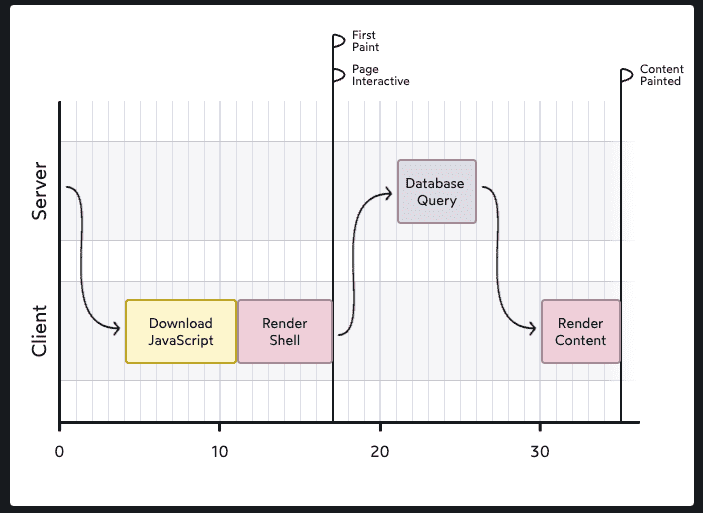 First
Paint
Page
Interactive
Content
Painted
Server
Database
Query
Client
Download
JavaScript
Render
Shell
Render
Content
0
10
20
30